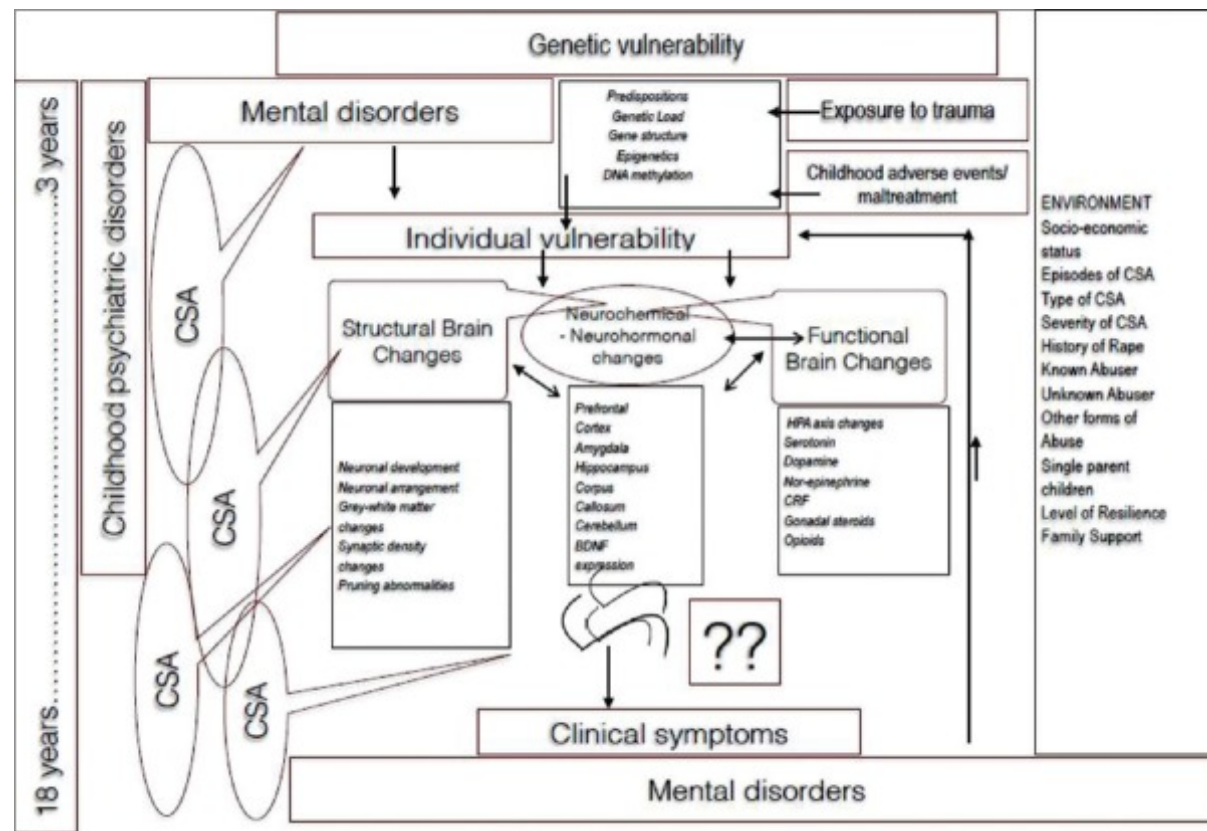 Genetic vulnerability
Mental disorders
Predispositions
Genetic Load
Gene structure
Epigenetics
DNA methylation
Exposure to trauma
Childhood adverse events/
maltreatment
Individual vulnerability
18 years..............................................3 years
Childhood psychiatric disorders
CSA
CSA
CSA
CSA
Structural Brain
Changes
Neurochemical
- Neurohormonal
changes
Functional
Brain Changes
Neuronal development
Neuronal arrangement
Grey-white matter
changes
Synaptic density
changes
Pruning abnormalities
Prefrontal
Cortex
Amygdala
Hippocampus
Corpus
Callosum
Cerebellum
BDNF
expression
HPA axis changes
Serotonin
Dopamine
Nor-epinephrine
CRF
Gonadal steroids
Opioids
??
Clinical symptoms
Mental disorders
ENVIRONMENT
Socio-economic
status
Episodes of CSA
Type of CSA
Severity of CSA
History of Rape
Known Abuser
Unknown Abuser
Other forms of
Abuse
Single parent
children
Level of Resilience
Family Support